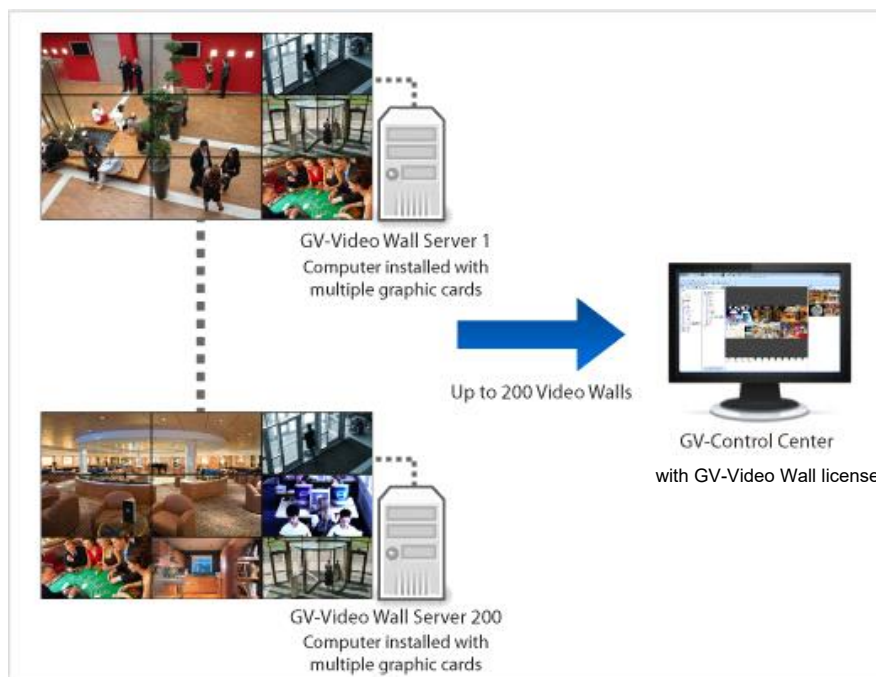 GV-Video Wall Server 1
Computer installed with
multiple graphic cards
Up to 200 Video Walls
GV-Control Center
with GV-Video Wall license
GV-Video Wall Server 200
Computer installed with
multiple graphic cards